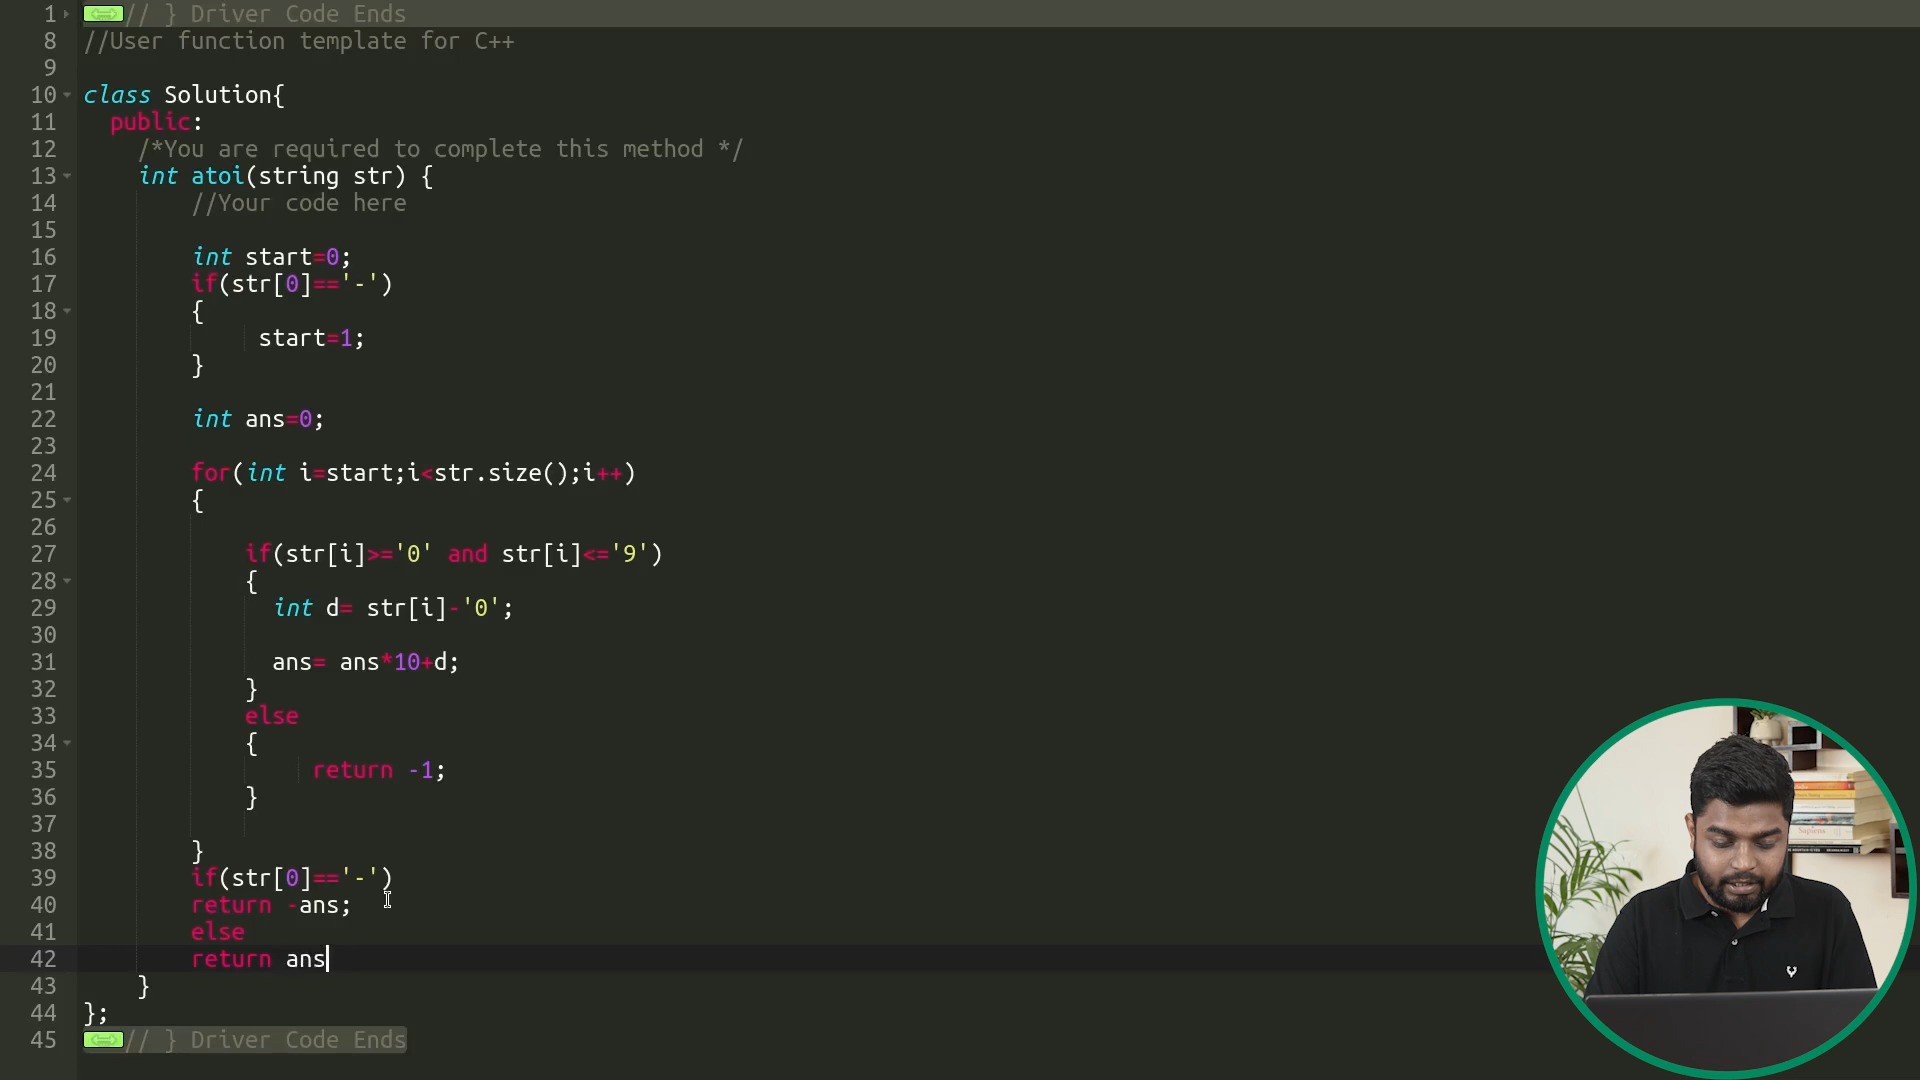 1 // } Driver Code Ends
8 //User function template for C++
9
10 class Solution{
11 public:
12 /*You are required to complete this method */
13 int atoi(string str) {
14 //Your code here
15
16 int start=0;
17 if(str[0]=='-')
18 {
19 start=1;
20 }
21
22 int ans=0;
23
24 for(int i=start;i<str.size();i++)
25 {
26
27 if(str[i]>='0' and str[i]<='9')
28 {
29 int d= str[i]-'0';
30
31 ans= ans*10+d;
32 }
33 else
34 {
35 return -1;
36 }
37
38 }
39 if(str[0]=='-')
40 return -ans;
41 else
42 return ans
43 }
44 };
45 // } Driver Code Ends
Sapiens